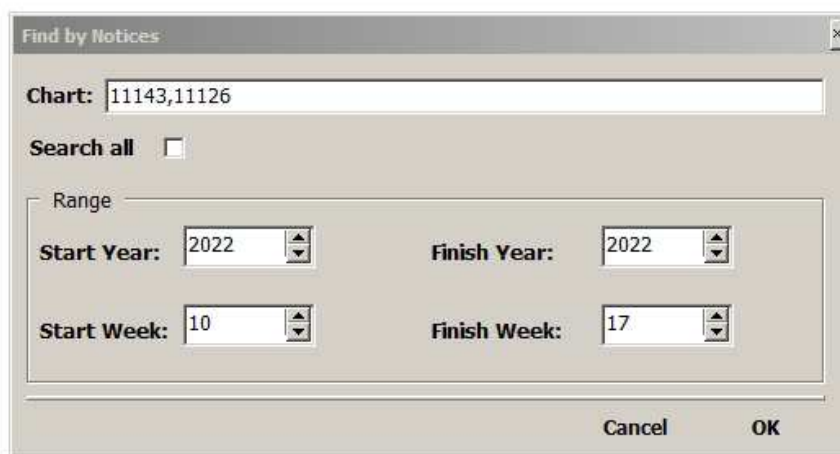 Find by Notices
Chart: 11143,11126
Search all
Range
Start Year: 2022 Finish Year: 2022
Start Week: 10 Finish Week: 17
Cancel OK